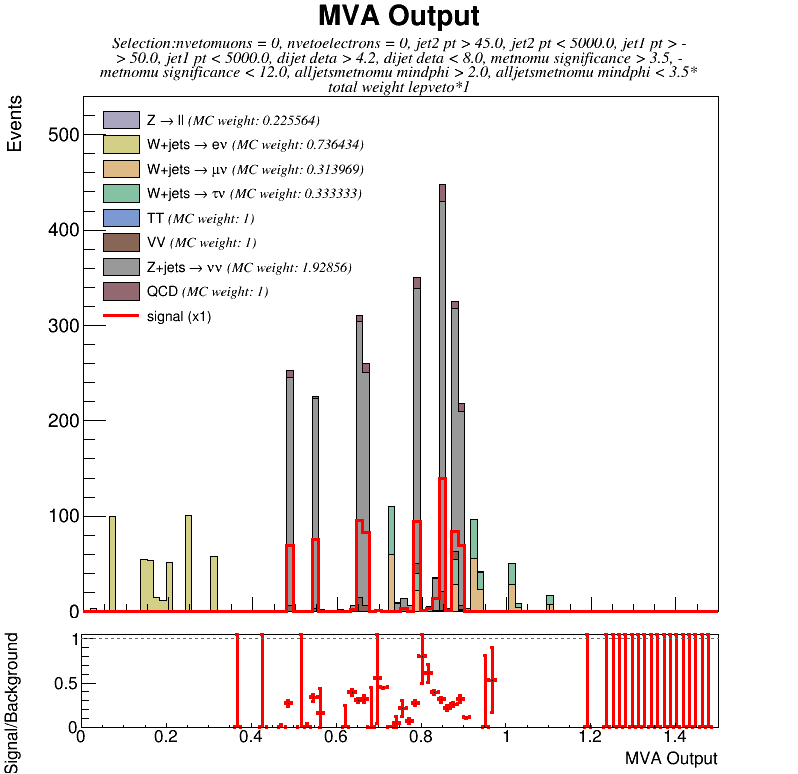 MVA Output
Selection:nvetomuons = 0, nvetoelectrons = 0, jet2 pt > 45.0, jet2 pt < 5000.0, jet1 pt > -
> 50.0, jet1 pt < 5000.0, dijet deta > 4.2, dijet deta < 8.0, metnomu significance > 3.5, -
metnomu significance < 12.0, alljetsmetnomu mindphi > 2.0, alljetsmetnomu mindphi < 3.5*
total weight lepveto*1
Events
500
400
300
200
100
0
Z → ll (MC weight: 0.225564)
W+jets → eν (MC weight: 0.736434)
W+jets → μν (MC weight: 0.313969)
W+jets → τν (MC weight: 0.333333)
TT (MC weight: 1)
VV (MC weight: 1)
Z+jets → νν (MC weight: 1.92856)
QCD (MC weight: 1)
signal (x1)
Signal/Background
1
0.5
0
0 0.2 0.4 0.6 0.8 1 1.2 1.4
MVA Output